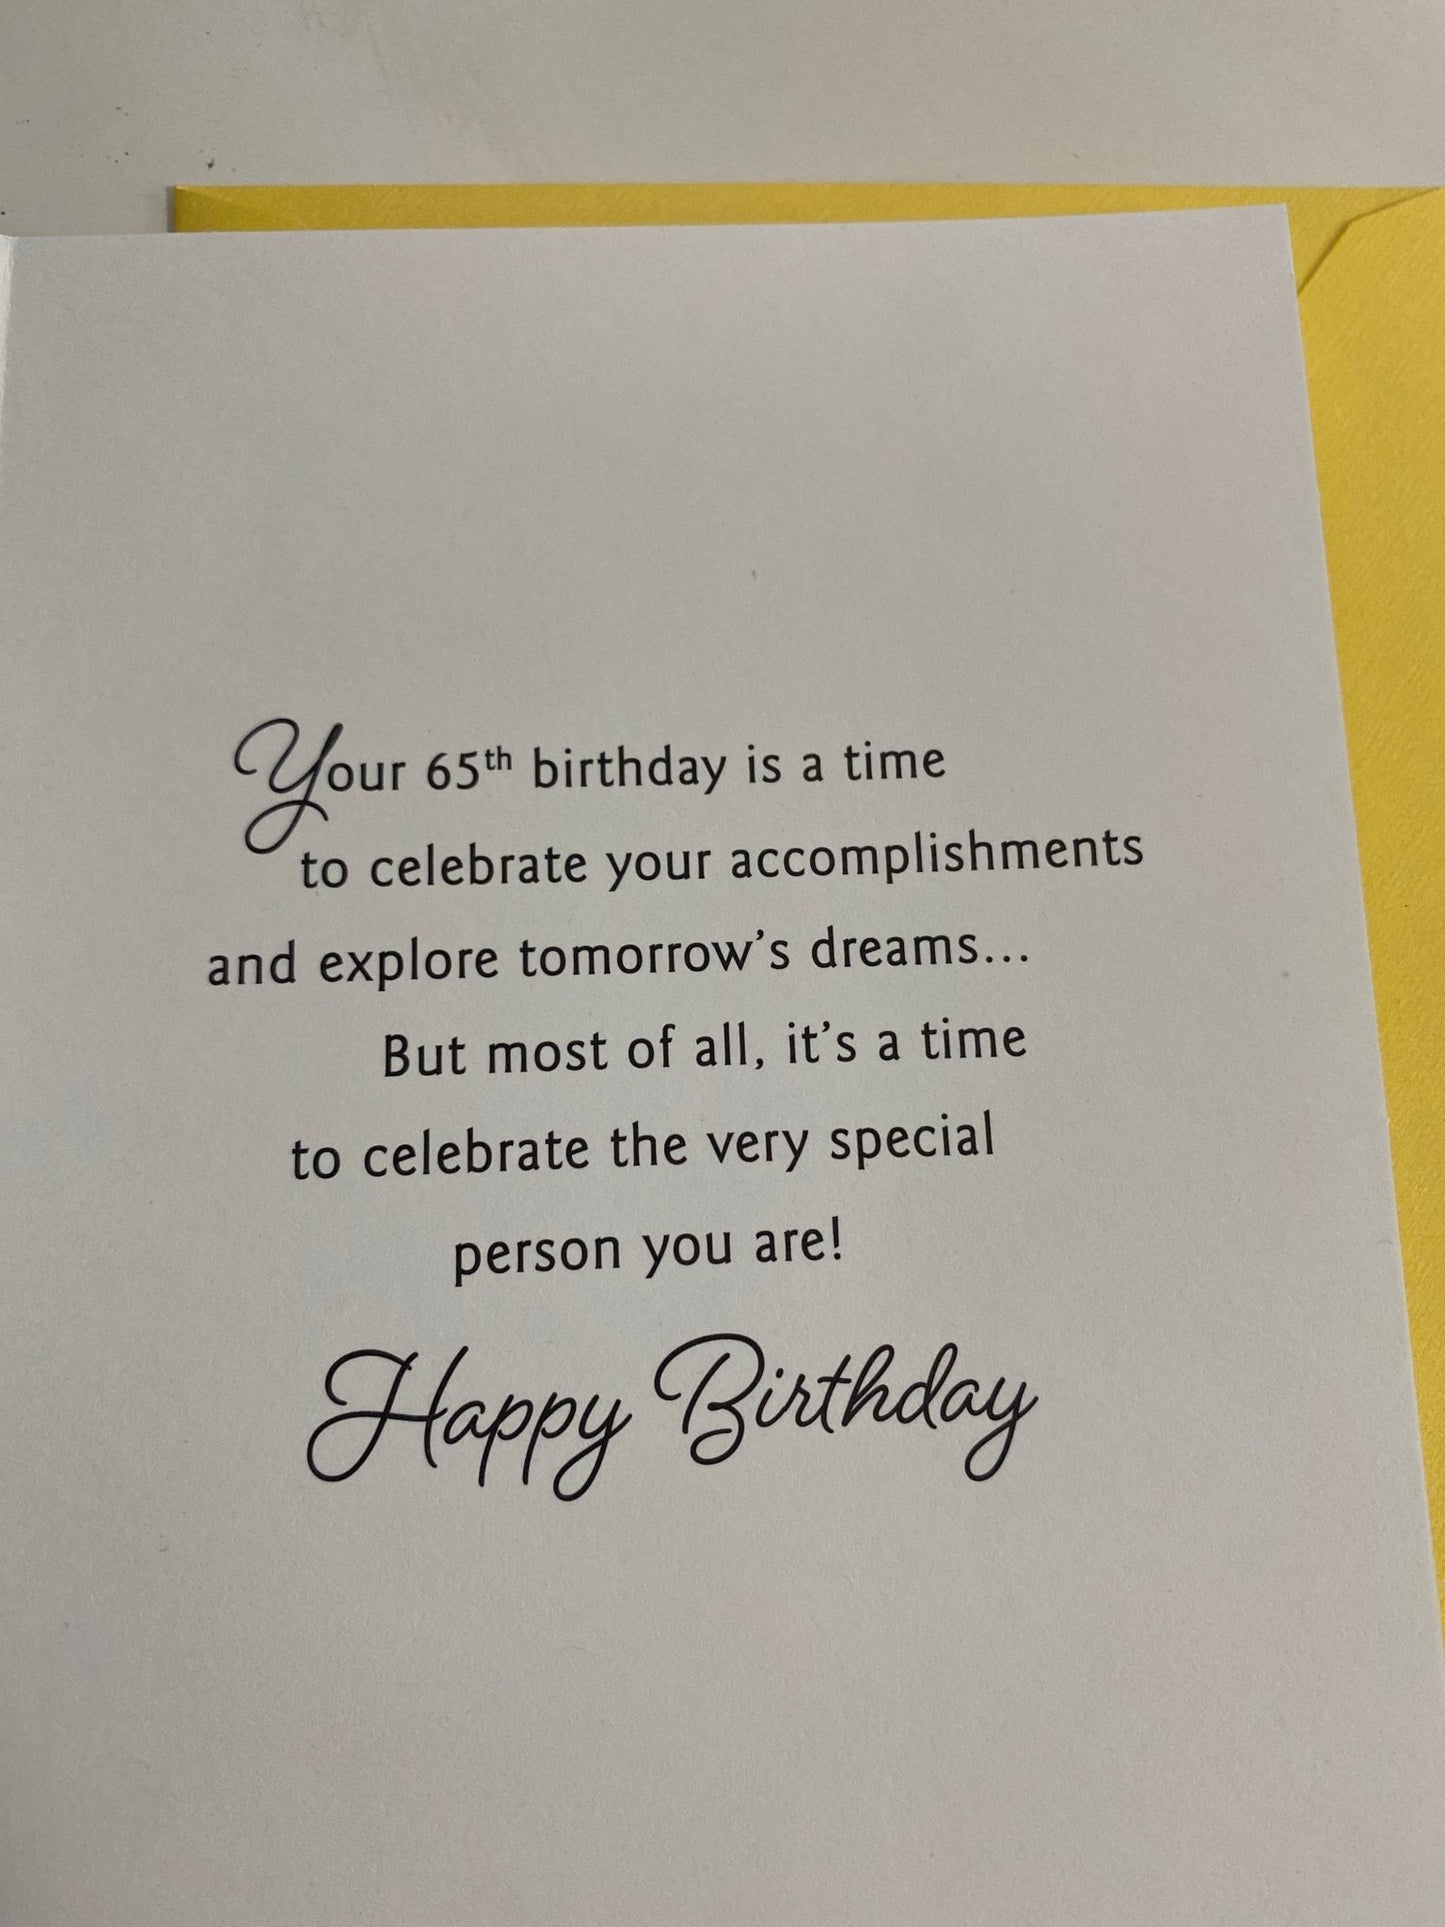 Your 65th birthday is a time
to celebrate your accomplishments
and explore tomorrow’s dreams...
But most of all, it’s a time
to celebrate the very special
person you are!
Happy Birthday